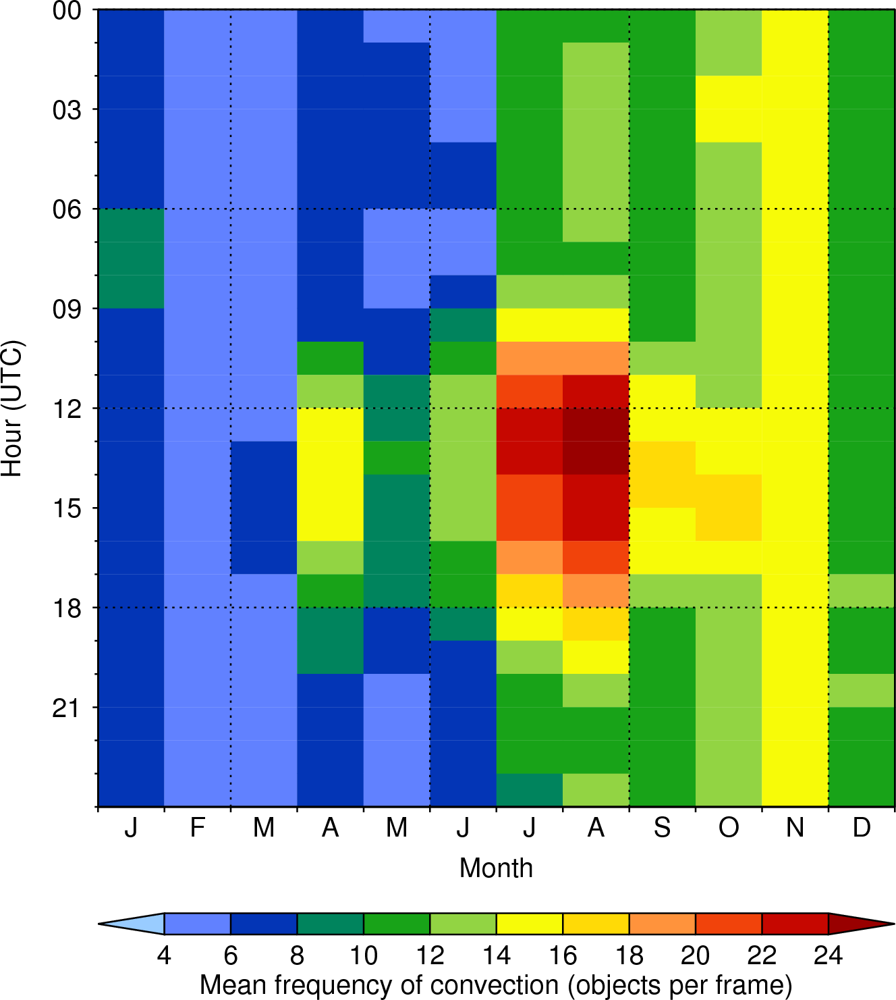 00
03
06
09
12
15
18
21
Hour (UTC)
J F M A M J J A S O N D
Month
4 6 8 10 12 14 16 18 20 22 24
Mean frequency of convection (objects per frame)